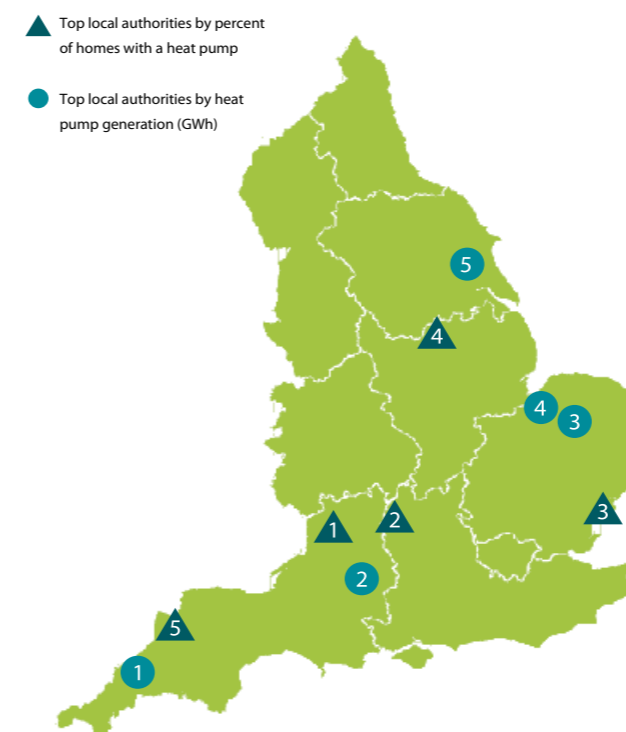 Top local authorities by percent
of homes with a heat pump
Top local authorities by heat
pump generation (GWh)
5
4
4
3
3
2
1
2
5
1